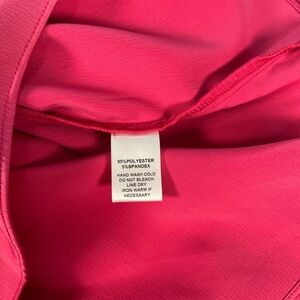 95%POLYESTER
5%SPANDEX
HAND WASH COLD
DO NOT BLEACH
LINE DRY
IRON WARM IF
NECESSARY